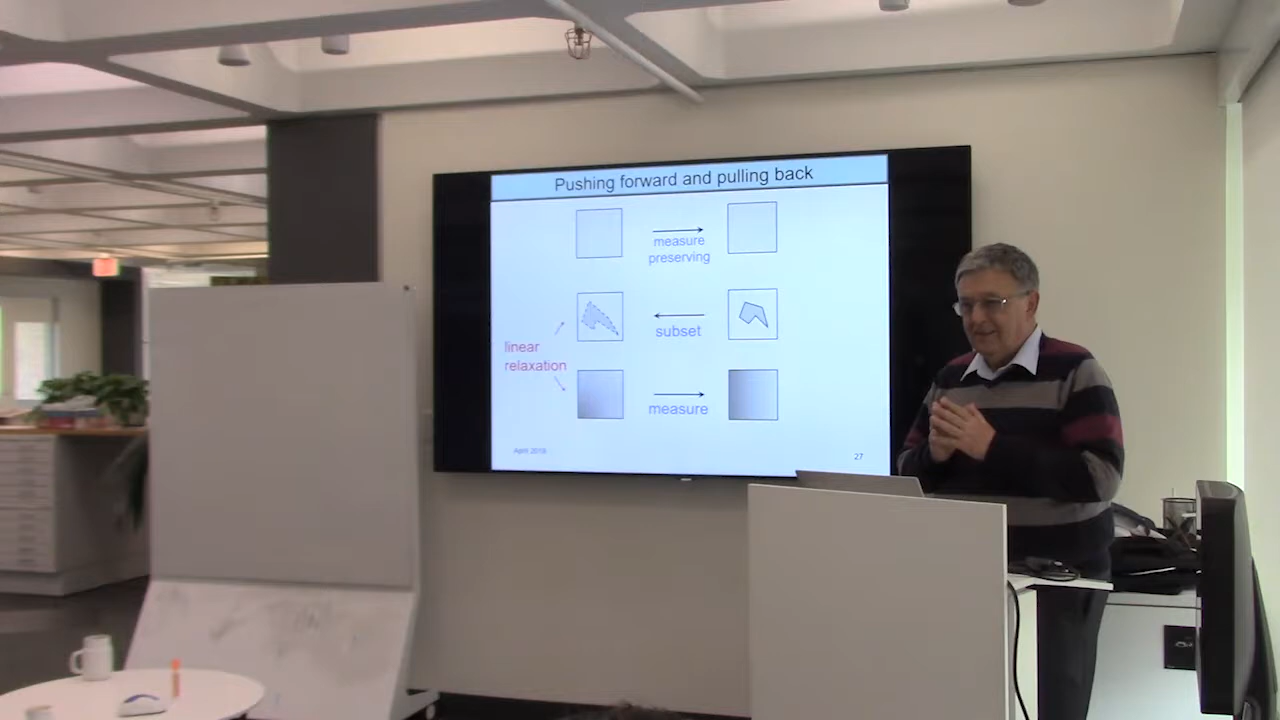 Pushing forward and pulling back
measure
preserving
subset
linear
relaxation
measure
April 2018
27